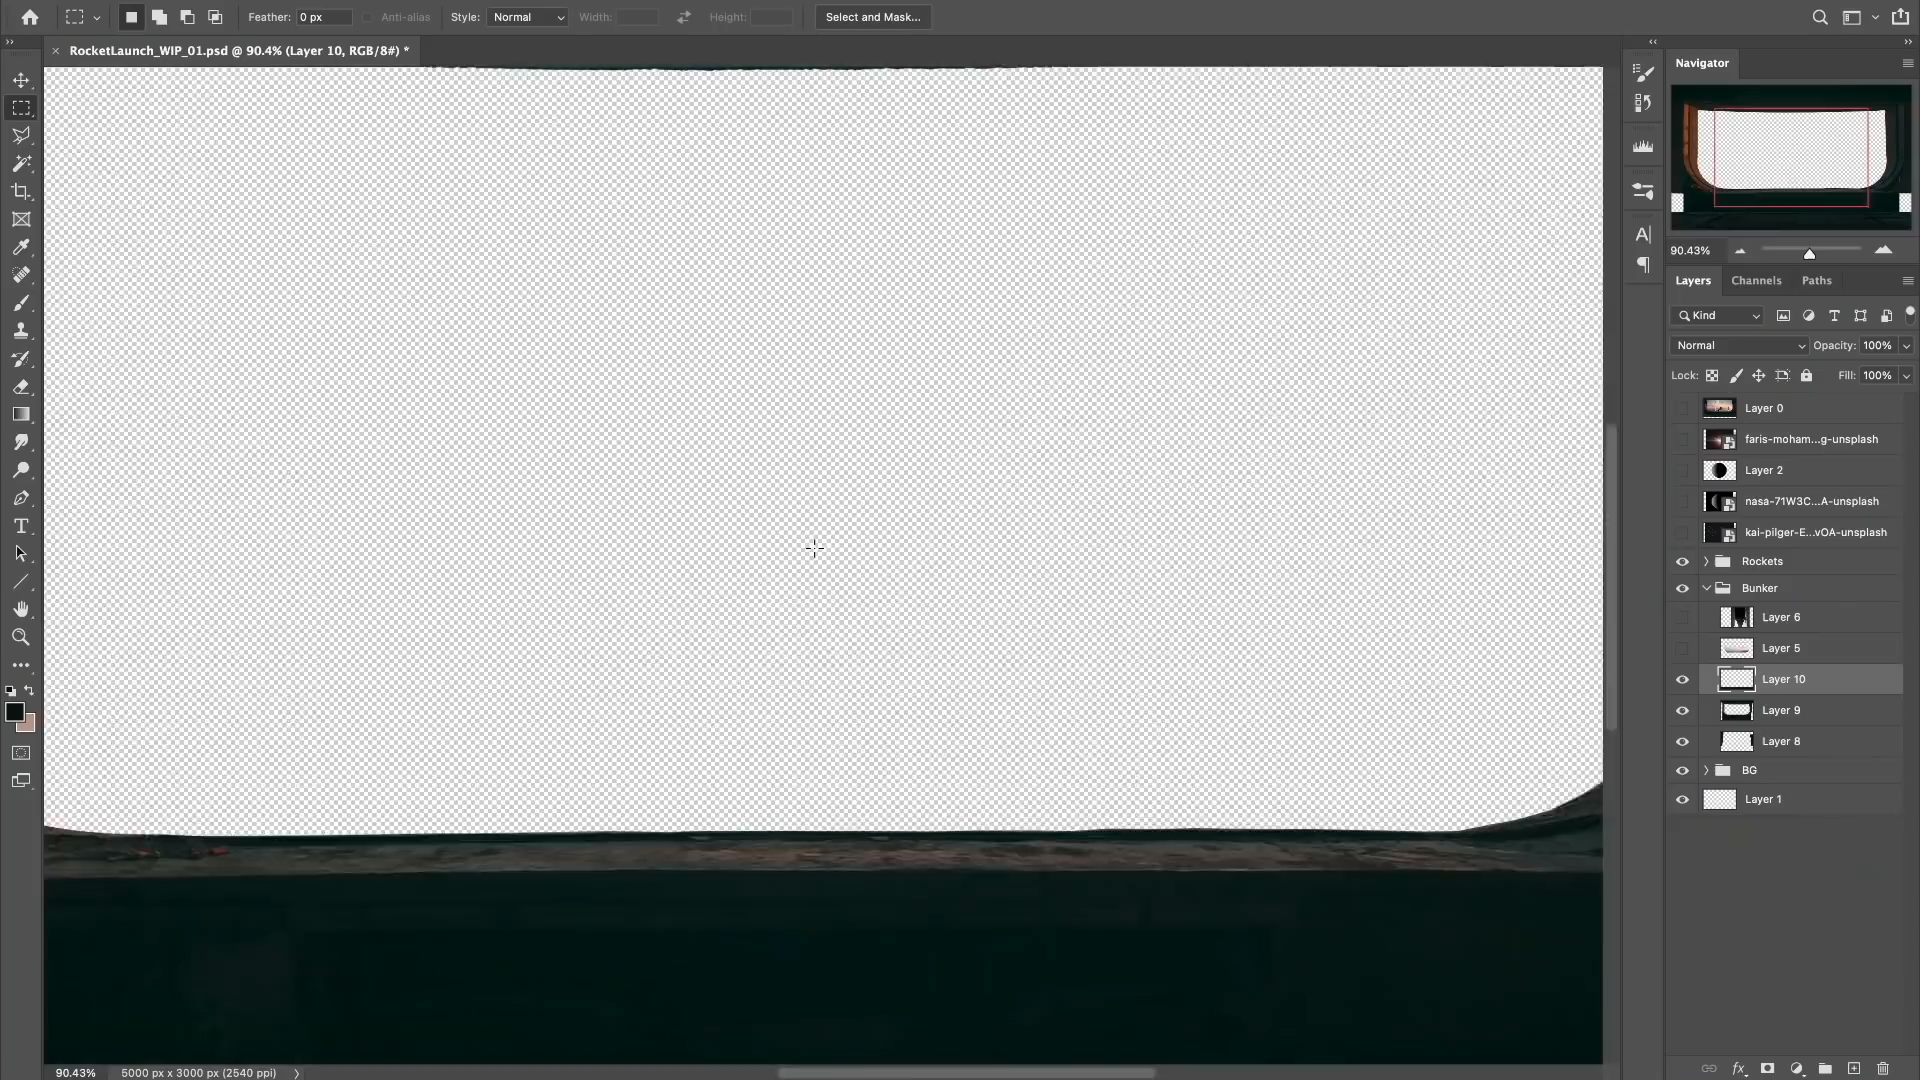 Feather: 0 px Anti-alias Style: Normal Width: Height: Select and Mask...
RocketLaunch_WIP_01.psd @ 90.4% (Layer 10, RGB/8#) *
Navigator
90.43%
Layers Channels Paths
Kind
Normal Opacity: 100%
Lock: Fill: 100%
Layer 0
faris-moham...g-unsplash
Layer 2
nasa-71W3C...A-unsplash
kai-pilger-E...vOA-unsplash
Rockets
Bunker
Layer 6
Layer 5
Layer 10
Layer 9
Layer 8
BG
Layer 1
90.43% 5000 px x 3000 px (2540 ppi)